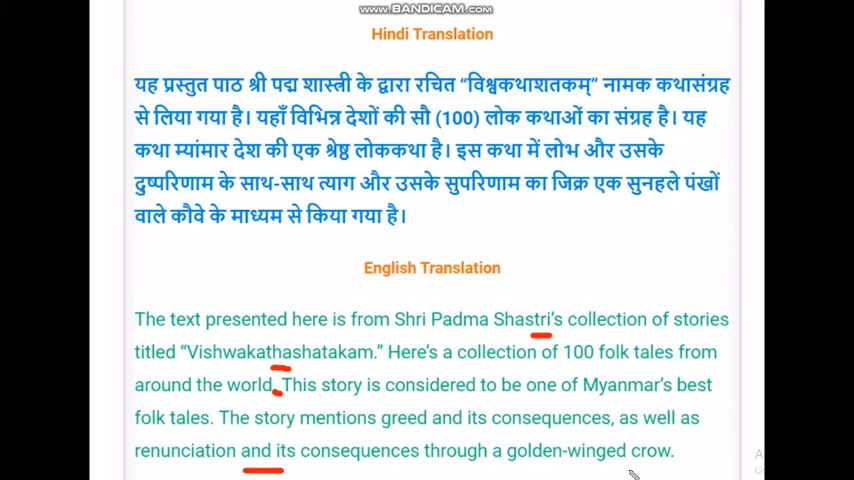 www.BANDICAM.com
Hindi Translation
यह प्रस्तुत पाठ श्री पद्म शास्त्री के द्वारा रचित “विश्वकथाशतकम्” नामक कथासंग्रह
से लिया गया है। यहाँ विभिन्न देशों की सौ (100) लोक कथाओं का संग्रह है। यह
कथा म्यांमार देश की एक श्रेष्ठ लोककथा है। इस कथा में लोभ और उसके
दुष्परिणाम के साथ-साथ त्याग और उसके सुपरिणाम का जिक्र एक सुनहले पंखों
वाले कौवे के माध्यम से किया गया है।
English Translation
The text presented here is from Shri Padma Shastri’s collection of stories
titled “Vishwakathashatakam.” Here’s a collection of 100 folk tales from
around the world. This story is considered to be one of Myanmar’s best
folk tales. The story mentions greed and its consequences, as well as
renunciation and its consequences through a golden-winged crow.